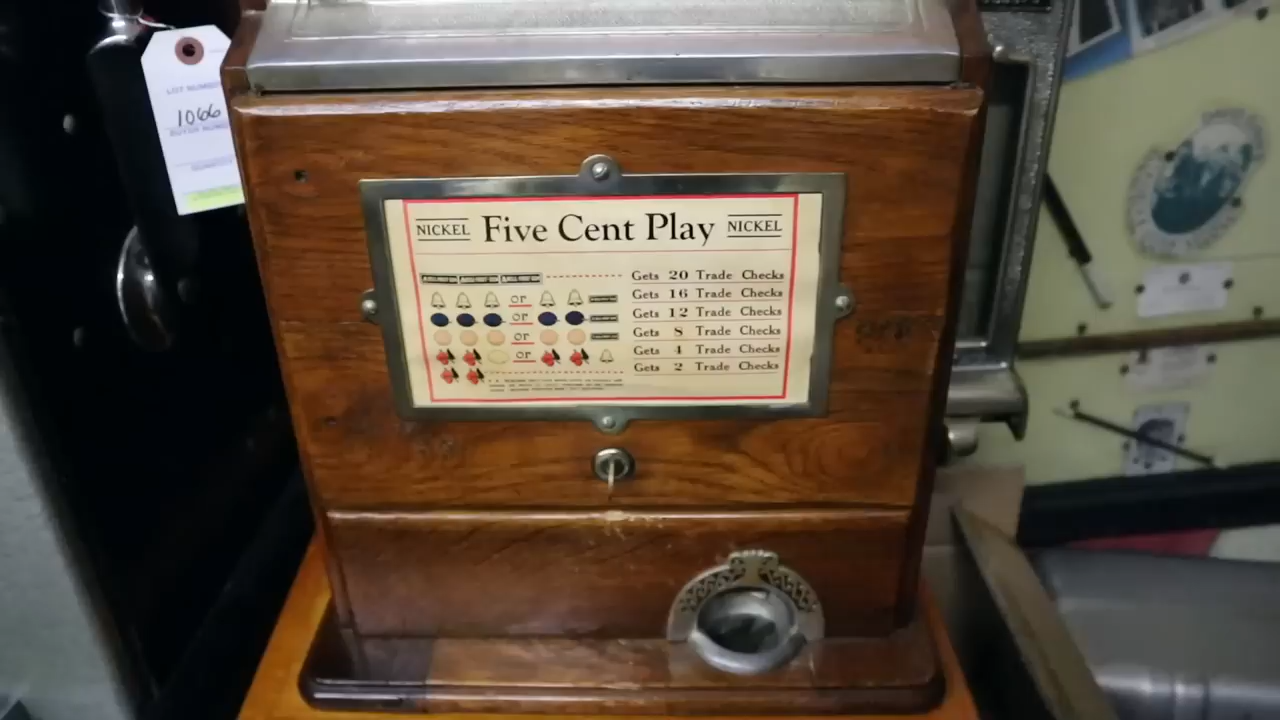 LOT NUMBER
1066
NICKEL Five Cent Play NICKEL
Gets 20 Trade Checks
or Gets 16 Trade Checks
or Gets 12 Trade Checks
or Gets 8 Trade Checks
or Gets 4 Trade Checks
Gets 2 Trade Checks